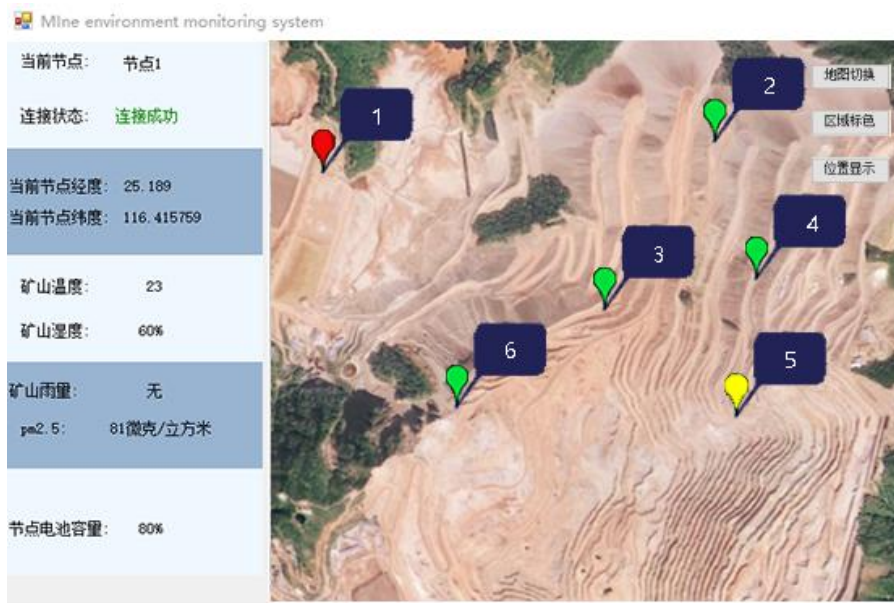 MIne environment monitoring system
当前节点: 节点1
连接状态: 连接成功
当前节点经度: 25.189
当前节点纬度: 116.415759
矿山温度: 23
矿山湿度: 60%
矿山雨量: 无
pm2.5: 81微克/立方米
节点电池容量: 80%
1
2
3
4
5
6
地图切换
区域标色
位置显示